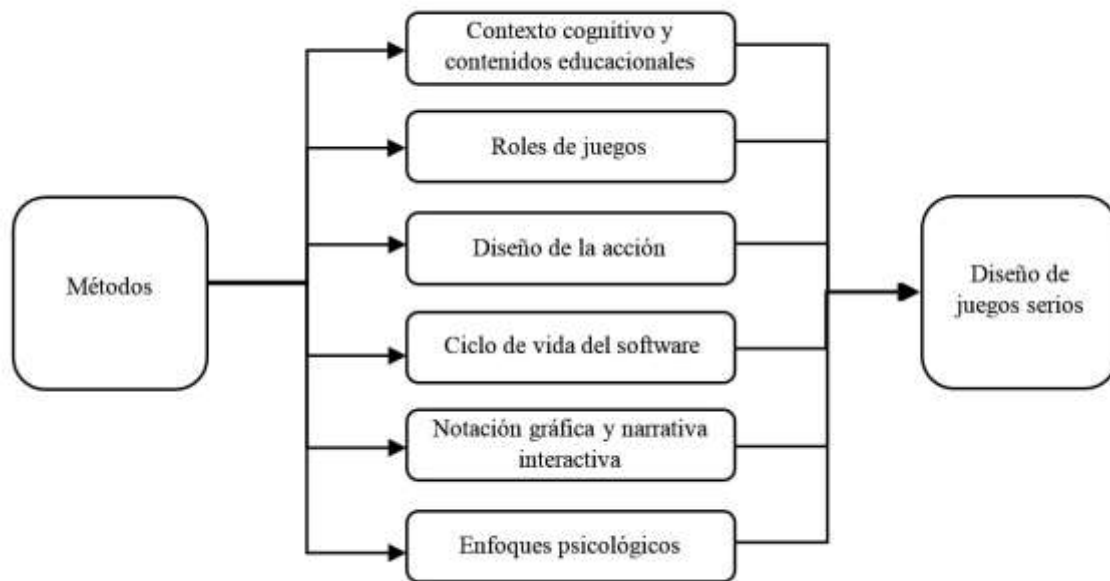 Métodos
Contexto cognitivo y
contenidos educacionales
Roles de juegos
Diseño de la acción
Ciclo de vida del software
Notación gráfica y narrativa
interactiva
Enfoques psicológicos
Diseño de
juegos serios